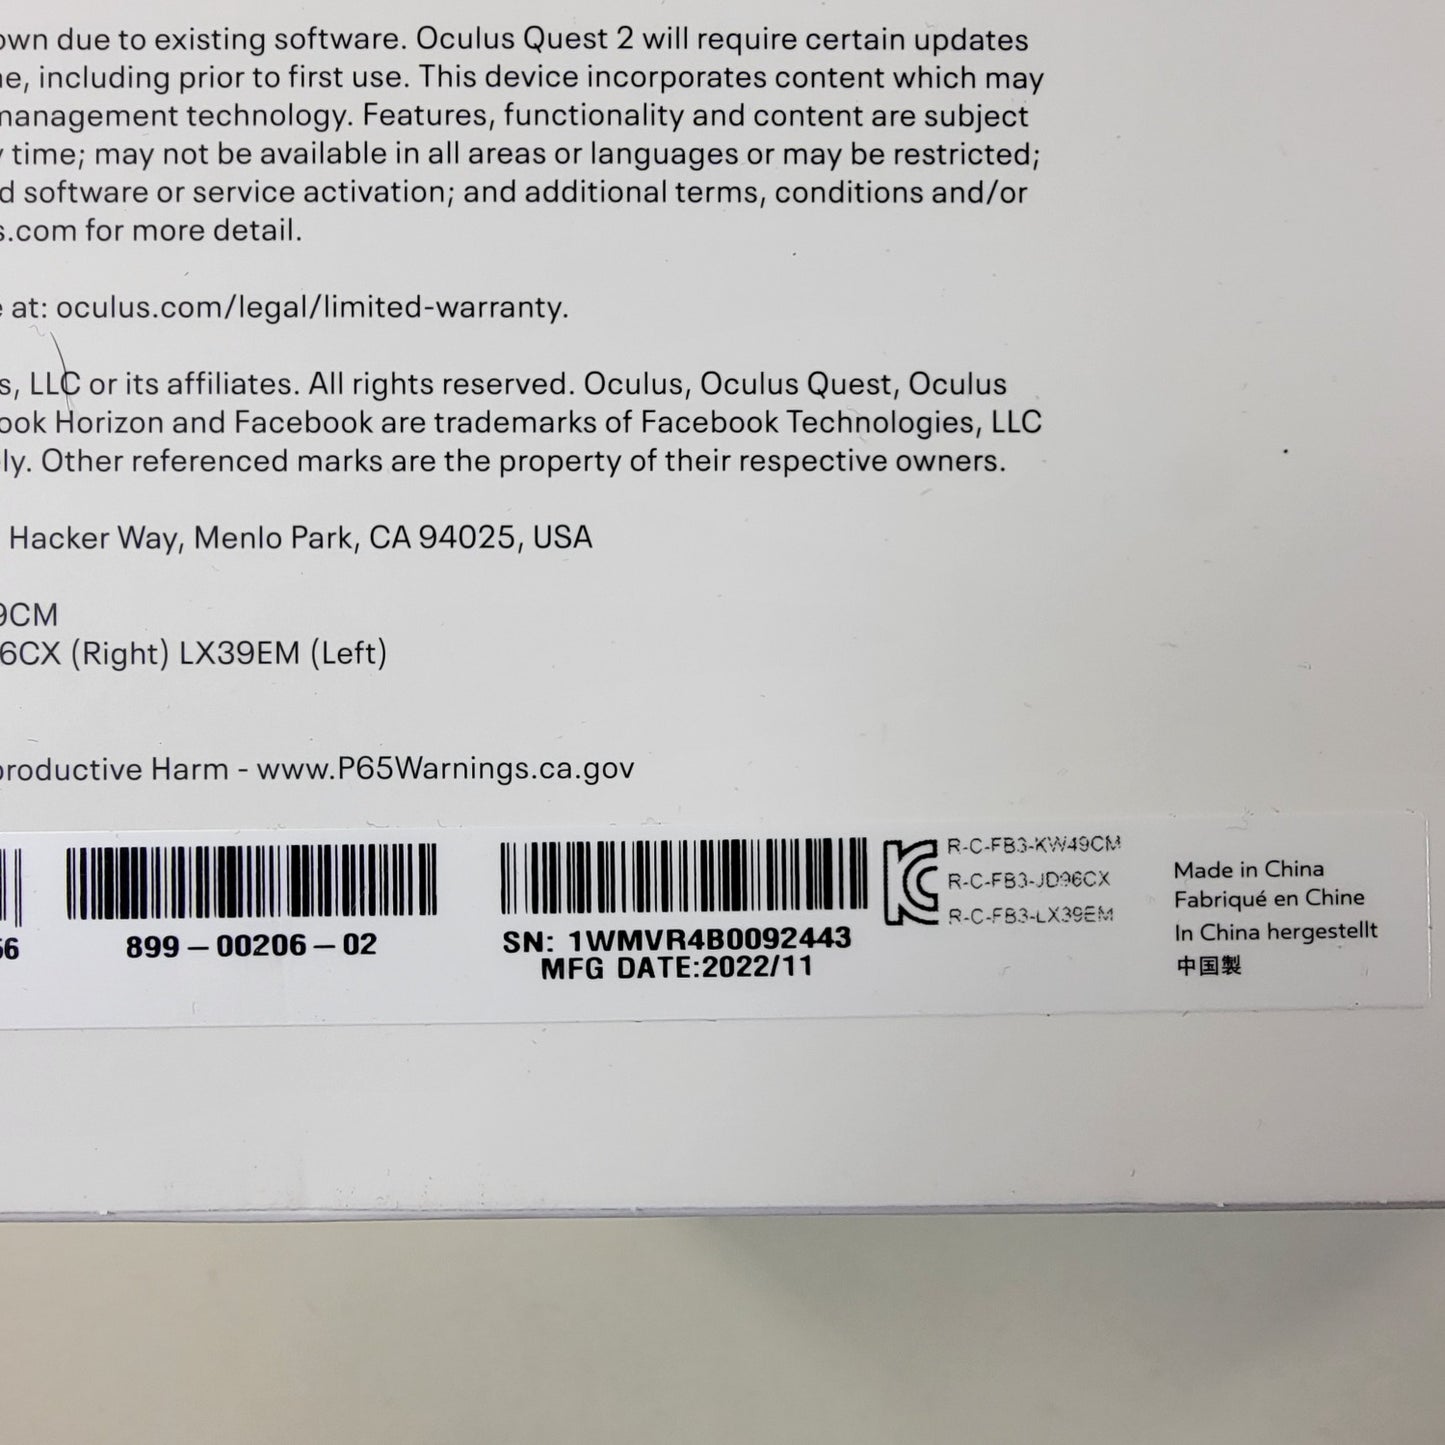 own due to existing software. Oculus Quest 2 will require certain updates
e, including prior to first use. This device incorporates content which may
management technology. Features, functionality and content are subject
time; may not be available in all areas or languages or may be restricted;
d software or service activation; and additional terms, conditions and/or
s.com for more detail.
at: oculus.com/legal/limited-warranty.
s, LLC or its affiliates. All rights reserved. Oculus, Oculus Quest, Oculus
ook Horizon and Facebook are trademarks of Facebook Technologies, LLC
ly. Other referenced marks are the property of their respective owners.
Hacker Way, Menlo Park, CA 94025, USA
9CM
6CX (Right) LX39EM (Left)
productive Harm - www.P65Warnings.ca.gov
56
899-00206-02
SN: 1WMVR4B0092443
MFG DATE:2022/11
R-C-FB3-KW49CM
R-C-FB3-JD96CX
R-C-FB3-LX39EM
Made in China
Fabriqué en Chine
In China hergestellt
中国製